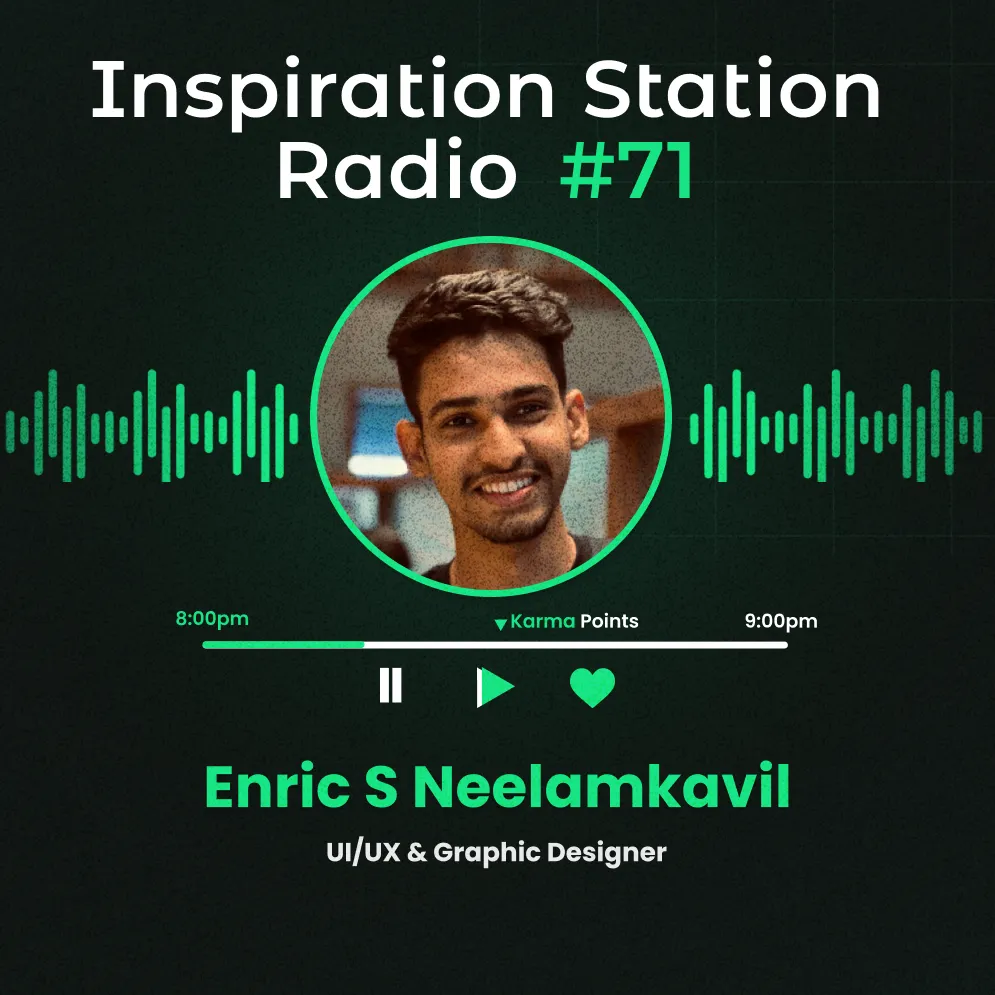 Inspiration Station
Radio #71
8:00pm
Karma Points
9:00pm
Enric S Neelamkavil
UI/UX & Graphic Designer